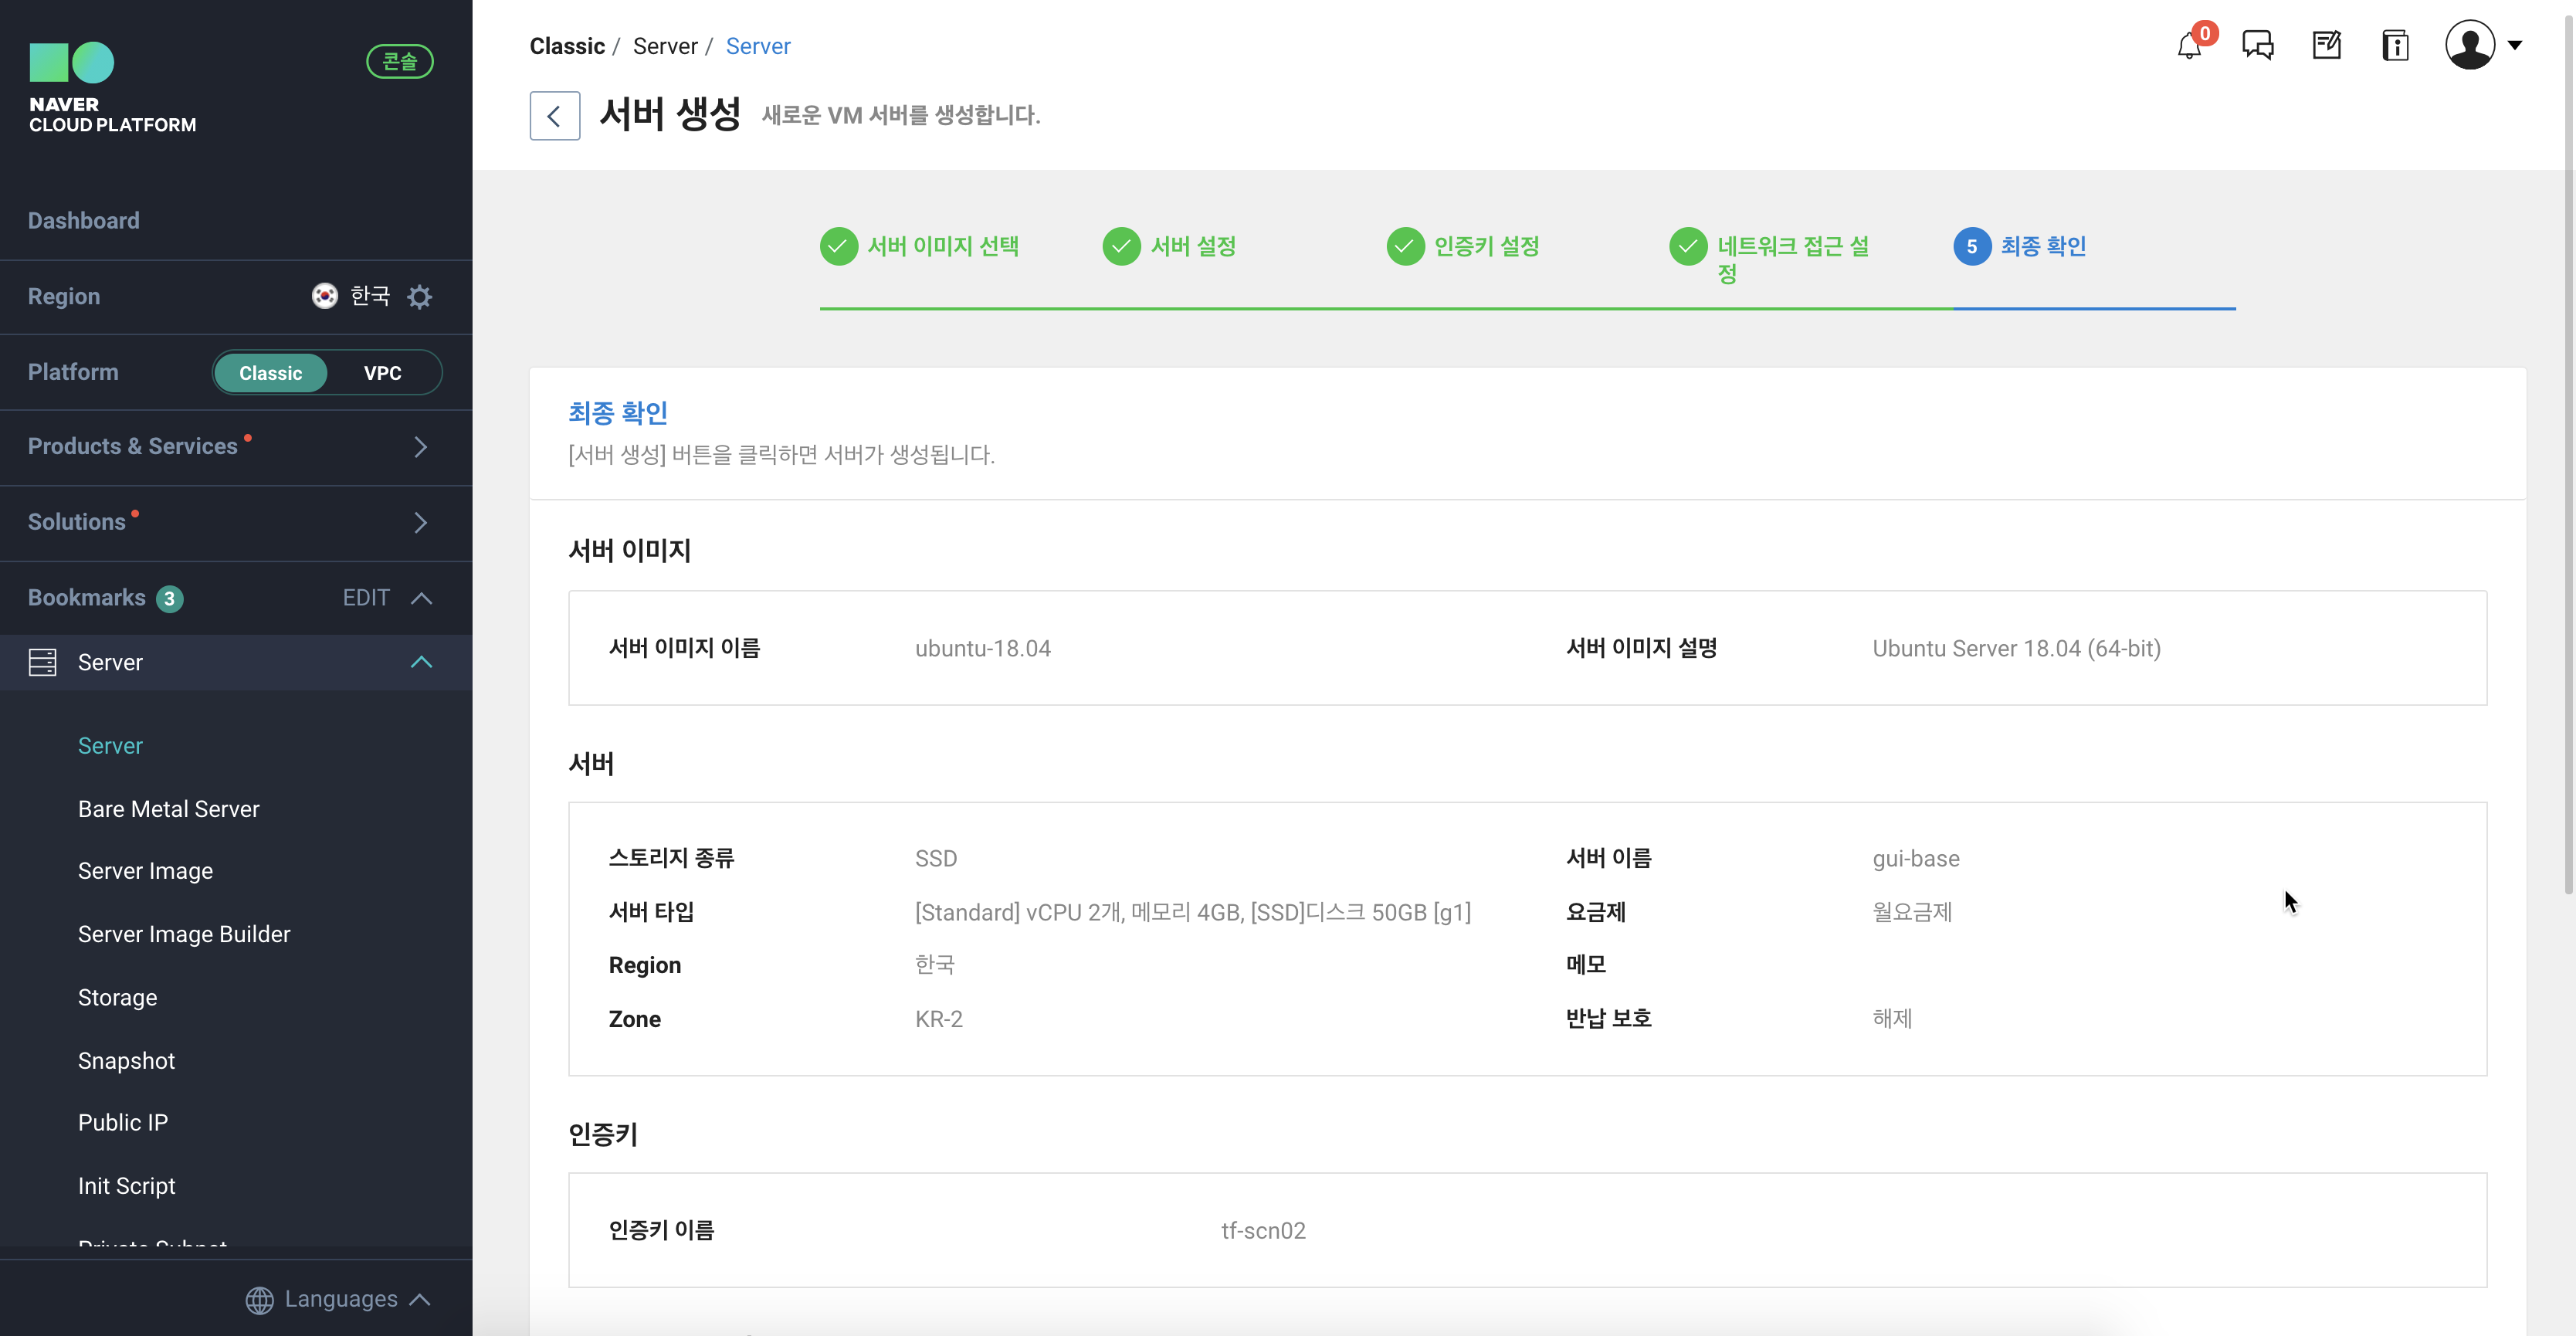 NAVER
CLOUD PLATFORM
콘솔
Dashboard
Region 한국
Platform Classic VPC
Products & Services
Solutions
Bookmarks 3 EDIT
Server
Server
Bare Metal Server
Server Image
Server Image Builder
Storage
Snapshot
Public IP
Init Script
Private Subnet
Languages
Classic / Server / Server
0
서버 생성 새로운 VM 서버를 생성합니다.
서버 이미지 선택
서버 설정
인증키 설정
네트워크 접근 설
정
5 최종 확인
최종 확인
[서버 생성] 버튼을 클릭하면 서버가 생성됩니다.
서버 이미지
서버 이미지 이름 ubuntu-18.04 서버 이미지 설명 Ubuntu Server 18.04 (64-bit)
서버
스토리지 종류 SSD 서버 이름 gui-base
서버 타입 [Standard] vCPU 2개, 메모리 4GB, [SSD]디스크 50GB [g1] 요금제 월요금제
Region 한국 메모
Zone KR-2 반납 보호 해제
인증키
인증키 이름 tf-scn02